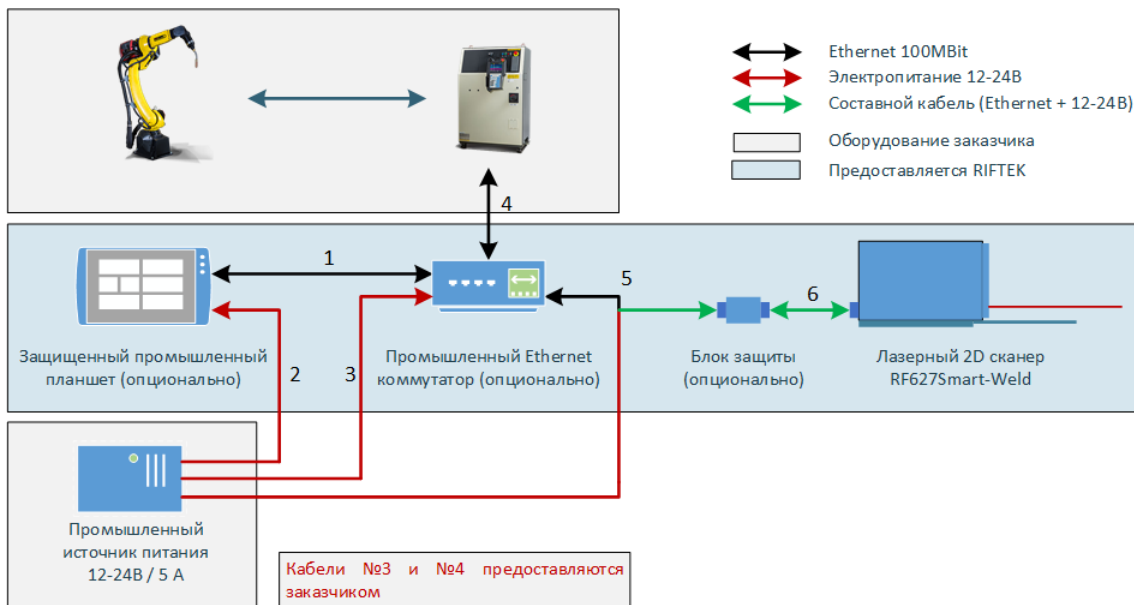 Ethernet 100MBit
Электропитание 12-24В
Составной кабель (Ethernet + 12-24В)
Оборудование заказчика
Предоставляется RIFTEK
4
1
5
6
Защищенный промышленный
планшет (опционально)
2
3
Промышленный Ethernet
коммутатор (опционально)
Блок защиты
(опционально)
Лазерный 2D сканер
RF627Smart-Weld
Промышленный
источник питания
12-24В / 5 А
Кабели №3 и №4 предоставляются
заказчиком